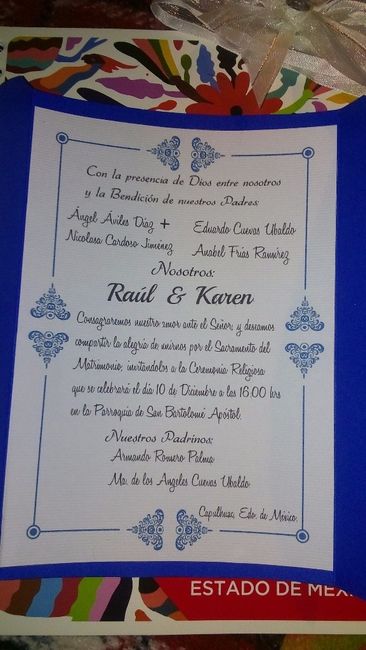 Con la presencia de Dios entre nosotros
y la Bendición de nuestros Padres:
Ángel Áviles Díaz +
Nicolasa Cardoso Jiménez
Eduardo Cuevas Ubaldo
Anabel Frías Ramírez
Nosotros:
Raúl & Karen
Consagraremos nuestro amor ante el Señor, y deseamos
compartir la alegría de unirnos por el Sacramento del
Matrimonio, invitándolos a la Ceremonia Religiosa
que se celebrará el día 10 de Diciembre a las 16:00 hrs
en la Parroquia de San Bartolomé Apóstol.
Nuestros Padrinos:
Armando Romero Palma
Ma. de los Angeles Cuevas Ubaldo
Capulhuac, Edo. de México.
ESTADO DE MÉX